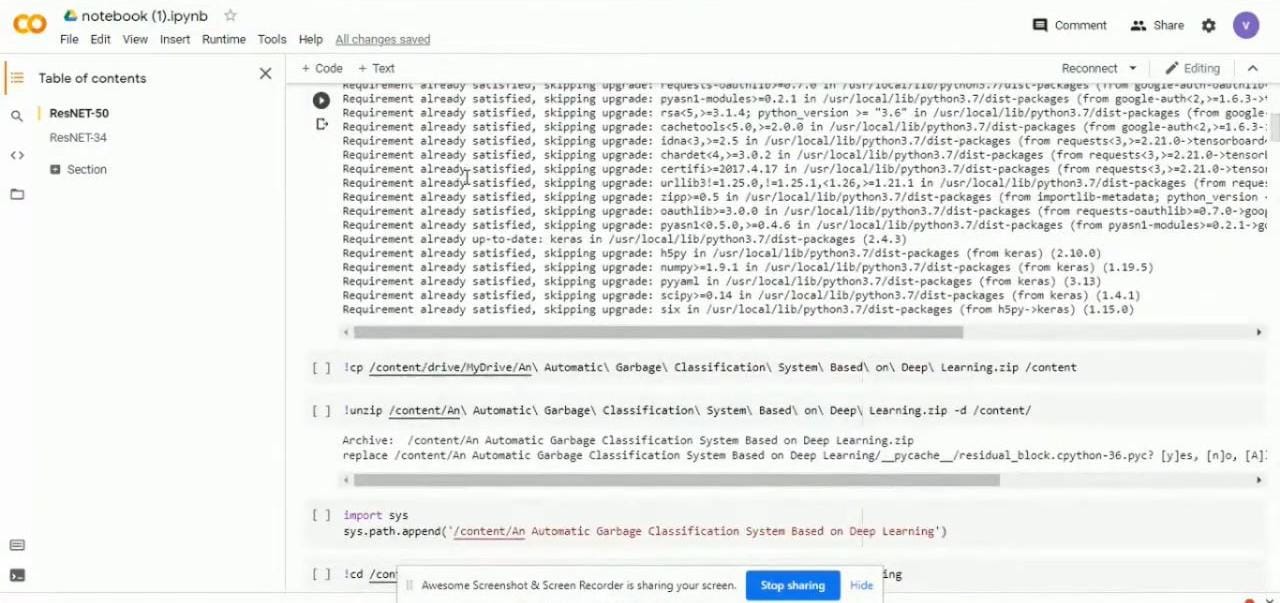 notebook (1).ipynb
Comment
Share
V
File Edit View Insert Runtime Tools Help All changes saved
Table of contents
+ Code + Text
Reconnect
Editing
ResNET-50
ResNET-34
Section
Requirement already satisfied, skipping upgrade: requests-oauthlib>=0.7.0 in /usr/local/lib/python3.7/dist-packages (from google-
Requirement already satisfied, skipping upgrade: pyasn1-modules>=0.2.1 in /usr/local/lib/python3.7/dist-packages (from google-auth<2,>=1.6.3-
Requirement already satisfied, skipping upgrade: rsa<5,>=3.1.4; python_version >= "3.6" in /usr/local/lib/python3.7/dist-packages (from google-
Requirement already satisfied, skipping upgrade: cachetools<5.0,>=2.0.0 in /usr/local/lib/python3.7/dist-packages (from google-auth<2,>=1.6.3-
Requirement already satisfied, skipping upgrade: idna<3,>=2.5 in /usr/local/lib/python3.7/dist-packages (from requests<3,>=2.21.0->tensorboard
Requirement already satisfied, skipping upgrade: chardet<4,>=3.0.2 in /usr/local/lib/python3.7/dist-packages (from requests<3,>=2.21.0->tensor
Requirement already satisfied, skipping upgrade: certifi>=2017.4.17 in /usr/local/lib/python3.7/dist-packages (from requests<3,>=2.21.0->tensor
Requirement already satisfied, skipping upgrade: urllib3!=1.25.0,!=1.25.1,<1.26,>=1.21.1 in /usr/local/lib/python3.7/dist-packages (from reque
Requirement already satisfied, skipping upgrade: zipp>=0.5 in /usr/local/lib/python3.7/dist-packages (from importlib-metadata; python_version
Requirement already satisfied, skipping upgrade: oauthlib>=3.0.0 in /usr/local/lib/python3.7/dist-packages (from requests-oauthlib>=0.7.0->goo
Requirement already satisfied, skipping upgrade: pyasn1<0.5.0,>=0.4.6 in /usr/local/lib/python3.7/dist-packages (from pyasn1-modules>=0.2.1->go
Requirement already up-to-date: keras in /usr/local/lib/python3.7/dist-packages (2.4.3)
Requirement already satisfied, skipping upgrade: h5py in /usr/local/lib/python3.7/dist-packages (from keras) (2.10.0)
Requirement already satisfied, skipping upgrade: numpy>=1.9.1 in /usr/local/lib/python3.7/dist-packages (from keras) (1.19.5)
Requirement already satisfied, skipping upgrade: pyyaml in /usr/local/lib/python3.7/dist-packages (from keras) (3.13)
Requirement already satisfied, skipping upgrade: scipy>=0.14 in /usr/local/lib/python3.7/dist-packages (from keras) (1.4.1)
Requirement already satisfied, skipping upgrade: six in /usr/local/lib/python3.7/dist-packages (from h5py->keras) (1.15.0)
[ ] !cp /content/drive/MyDrive/An\ Automatic\ Garbage\ Classification\ System\ Based\ on\ Deep\ Learning.zip /content
[ ] !unzip /content/An\ Automatic\ Garbage\ Classification\ System\ Based\ on\ Deep\ Learning.zip -d /content/
Archive: /content/An Automatic Garbage Classification System Based on Deep Learning.zip
replace /content/An Automatic Garbage Classification System Based on Deep Learning/__pycache__/residual_block.cpython-36.pyc? [y]es, [n]o, [A]
[ ] import sys
sys.path.append('/content/An Automatic Garbage Classification System Based on Deep Learning')
[ ] !cd /con
ng
Awesome Screenshot & Screen Recorder is sharing your screen.
Stop sharing
Hide